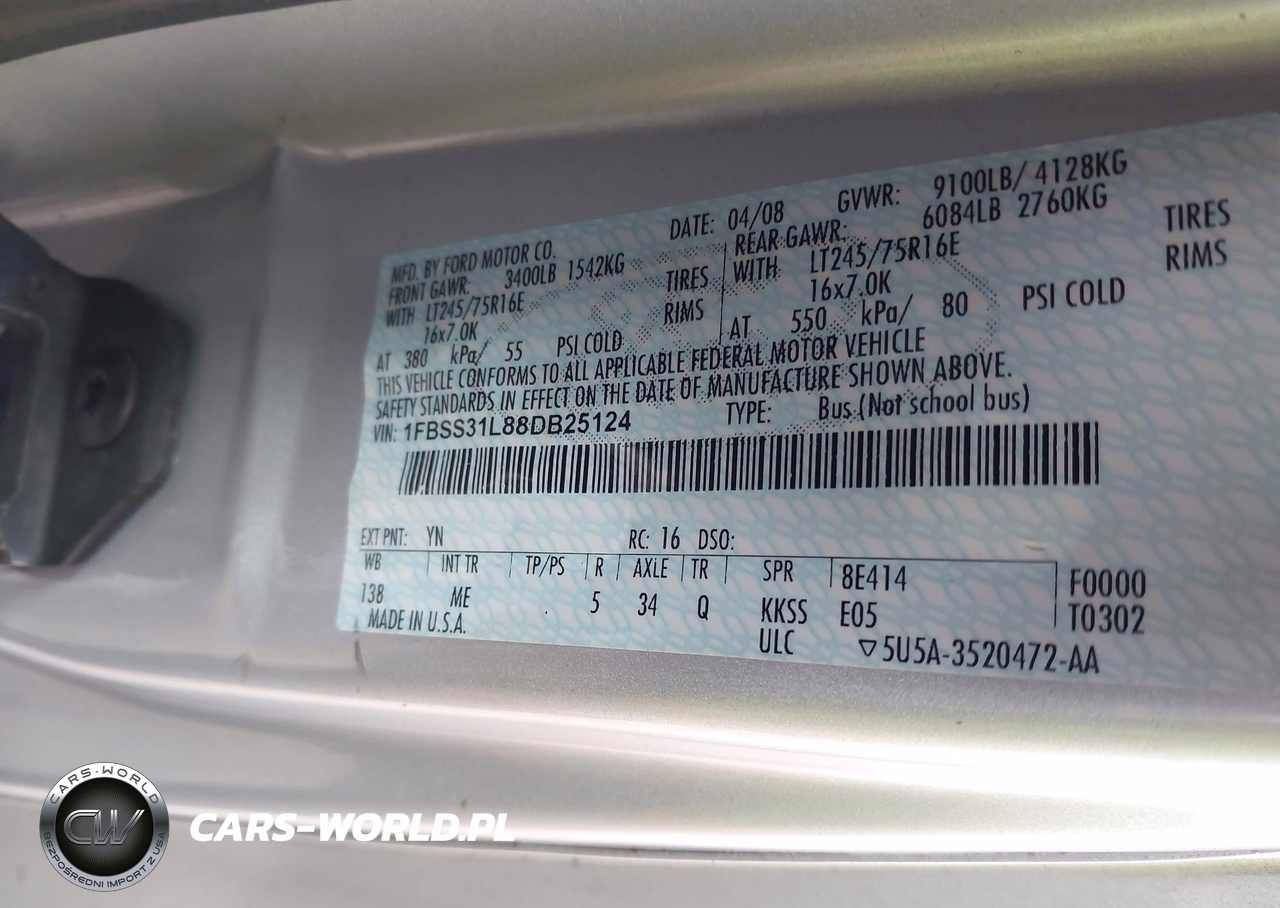 MFD. BY FORD MOTOR CO. DATE: 04/08 GVWR: 9100LB/ 4128KG
FRONT GAWR: 3400LB 1542KG REAR GAWR: 6084LB 2760KG
WITH LT245/75R16E TIRES WITH LT245/75R16E TIRES
16x7.0K RIMS 16x7.0K RIMS
AT 380 kPa/ 55 PSI COLD AT 550 kPa/ 80 PSI COLD
THIS VEHICLE CONFORMS TO ALL APPLICABLE FEDERAL MOTOR VEHICLE
SAFETY STANDARDS IN EFFECT ON THE DATE OF MANUFACTURE SHOWN ABOVE.
VIN: 1FBSS31L88DB25124 TYPE: Bus (Not school bus)
EXT PNT: YN RC: 16 DSO:
WB INT TR TP/PS R AXLE TR SPR 8E414 F0000
138 ME . 5 34 Q KKSS E05 T0302
MADE IN U.S.A. ULC ▽5U5A-3520472-AA
CARS-WORLD
CW
BEZPOŚREDNI IMPORT Z USA
CARS-WORLD.PL